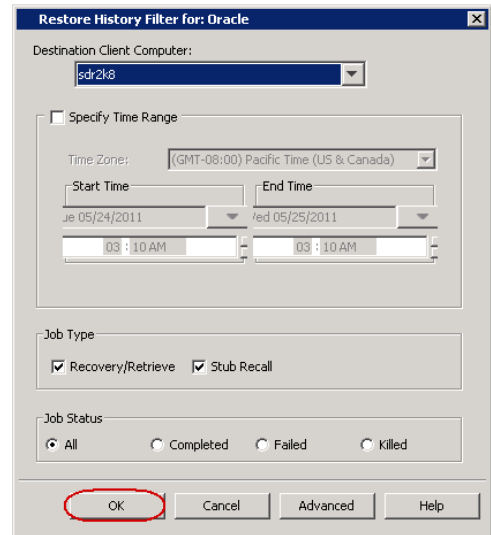 Restore History Filter for: Oracle
Destination Client Computer:
sdr2k8
Specify Time Range
Time Zone: (GMT-08:00) Pacific Time (US & Canada)
Start Time End Time
ue 05/24/2011 Ved 05/25/2011
03 : 10 AM 03 : 10 AM
Job Type
Recovery/Retrieve Stub Recall
Job Status
All Completed Failed Killed
OK Cancel Advanced Help